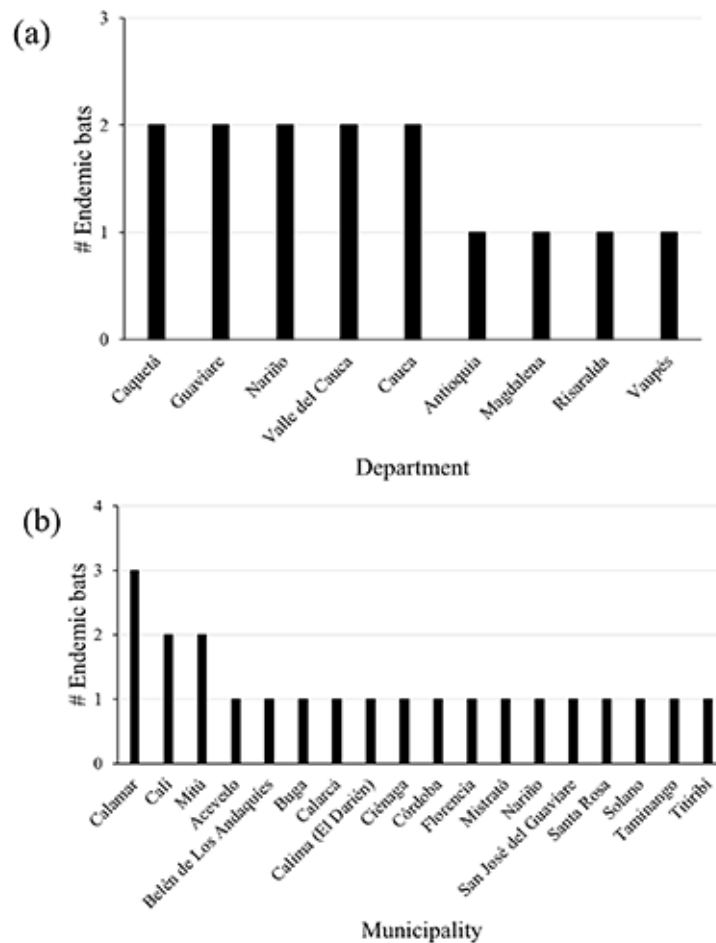 (a)
3
2
1
0
# Endemic bats
Caquetá
Guaviare
Nariño
Valle del Cauca
Cauca
Antioquia
Magdalena
Risaralda
Vaupés
Department
(b)
4
3
2
1
0
# Endemic bats
Calamar
Cali
Mitú
Acevedo
Belén de Los Andaquíes
Buga
Calarcá
Calima (El Darién)
Ciénaga
Córdoba
Florencia
Mistrató
Nariño
San José del Guaviare
Santa Rosa
Solano
Taminango
Titiribí
Municipality